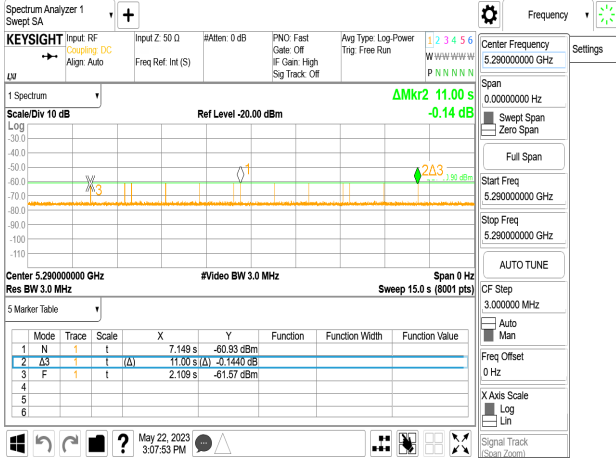 Spectrum Analyzer 1
Swept SA
Frequency
Settings
KEYSIGHT
Input: RF
Coupling: DC
Align: Auto
Input Z: 50 Ω
Freq Ref: Int (S)
#Atten: 0 dB
PNO: Fast
Gate: Off
IF Gain: High
Sig Track: Off
Avg Type: Log-Power
Trig: Free Run
1 2 3 4 5 6
W W W W W W
P N N N N N
LXI
1 Spectrum
Scale/Div 10 dB
Ref Level -20.00 dBm
ΔMkr2 11.00 s
-0.14 dB
Log
-30.0
-40.0
-50.0
-60.0
-70.0
-80.0
-90.0
-100
-110
1
2Δ3
3
Center 5.290000000 GHz
Res BW 3.0 MHz
#Video BW 3.0 MHz
Span 0 Hz
Sweep 15.0 s (8001 pts)
5 Marker Table
Mode Trace Scale X Y Function Function Width Function Value
1 N 1 t 7.149 s -60.93 dBm
2 Δ3 1 t (Δ) 11.00 s (Δ) -0.1440 dB
3 F 1 t 2.109 s -61.57 dBm
4
5
6
May 22, 2023
3:07:53 PM
Center Frequency
5.290000000 GHz
Span
0.00000000 Hz
Swept Span
Zero Span
Full Span
Start Freq
5.290000000 GHz
Stop Freq
5.290000000 GHz
AUTO TUNE
CF Step
3.000000 MHz
Auto
Man
Freq Offset
0 Hz
X Axis Scale
Log
Lin
Signal Track
(Span Zoom)